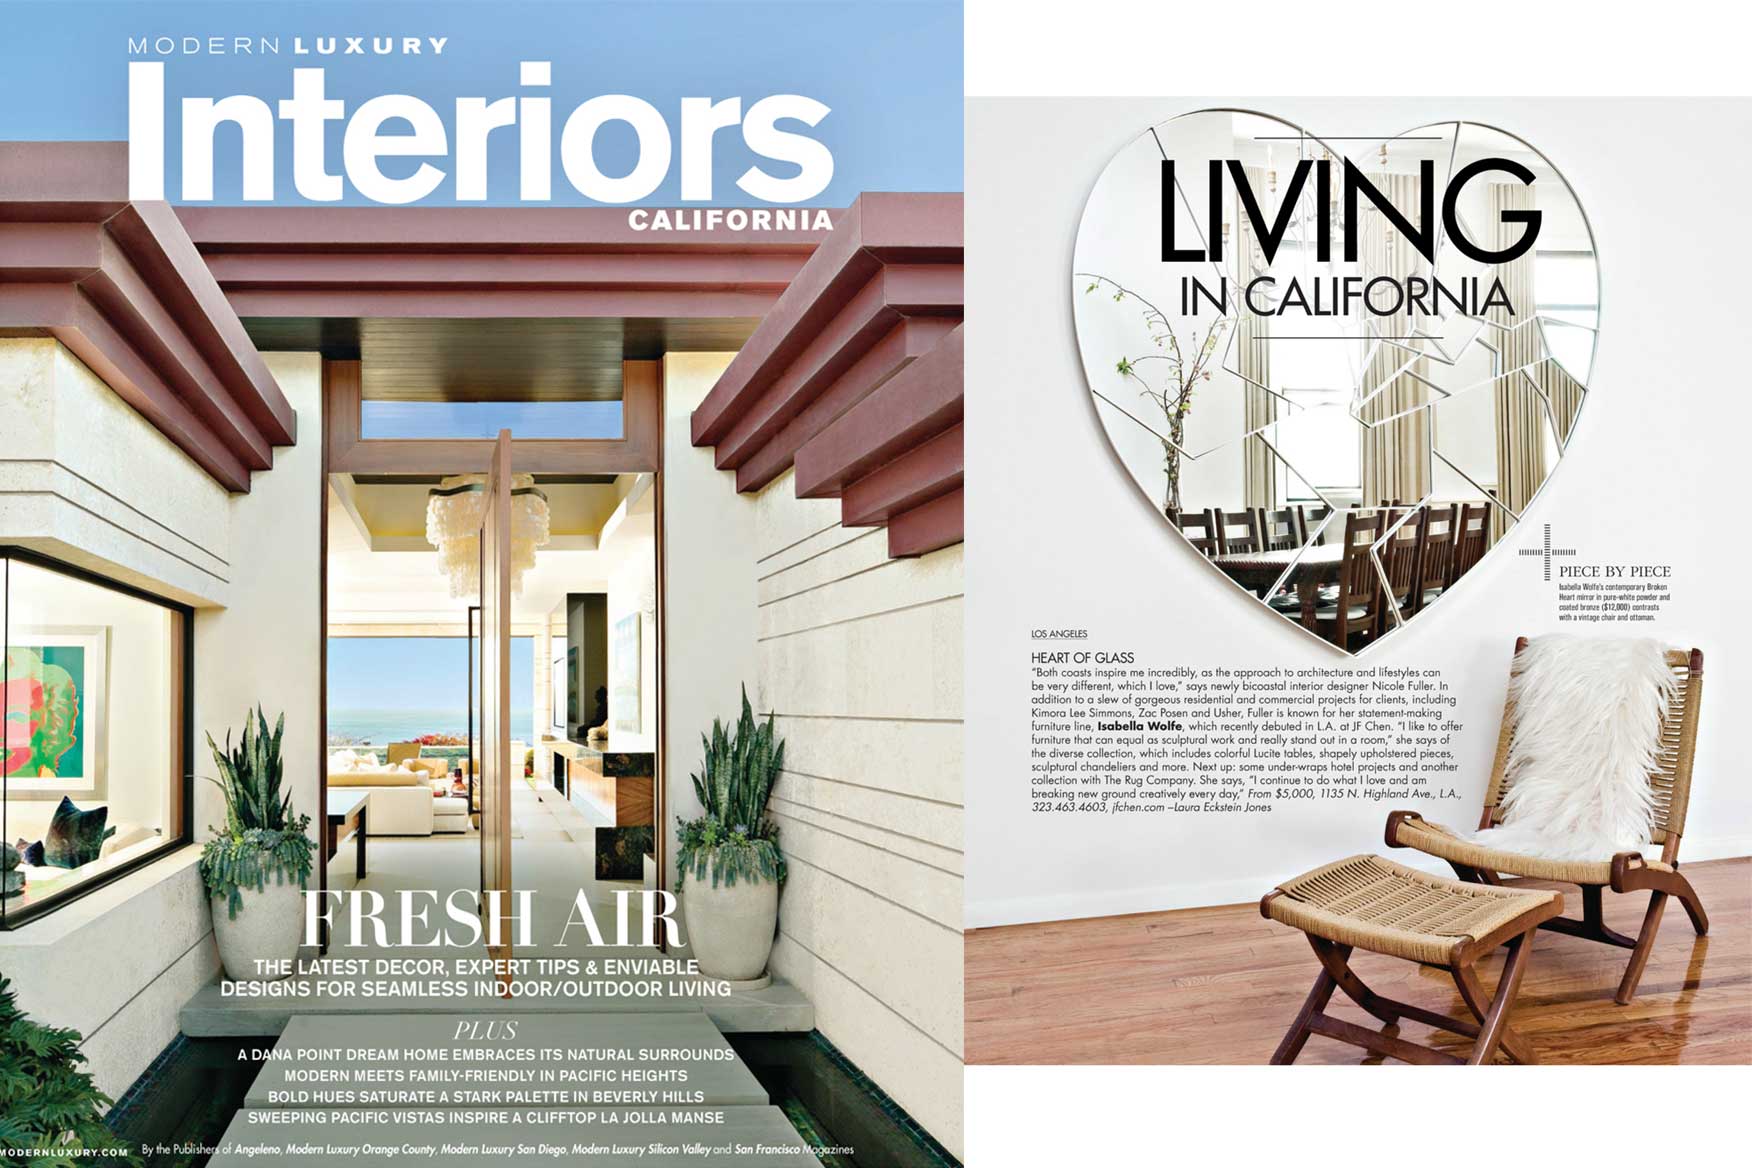 MODERN LUXURY
Interiors
CALIFORNIA
FRESH AIR
THE LATEST DECOR, EXPERT TIPS & ENVIABLE
DESIGNS FOR SEAMLESS INDOOR/OUTDOOR LIVING
PLUS
A DANA POINT DREAM HOME EMBRACES ITS NATURAL SURROUNDS
MODERN MEETS FAMILY-FRIENDLY IN PACIFIC HEIGHTS
BOLD HUES SATURATE A STARK PALETTE IN BEVERLY HILLS
SWEEPING PACIFIC VISTAS INSPIRE A CLIFFTOP LA JOLLA MANSE
MODERNLUXURY.COM By the Publishers of Angeleno, Modern Luxury Orange County, Modern Luxury San Diego, Modern Luxury Silicon Valley and San Francisco Magazines
LIVING
IN CALIFORNIA
PIECE BY PIECE
Isabella Wolfe's contemporary Broken
Heart mirror in pure-white powder and
coated bronze ($12,000) contrasts
with a vintage chair and ottoman.
LOS ANGELES
HEART OF GLASS
"Both coasts inspire me incredibly, as the approach to architecture and lifestyles can
be very different, which I love," says newly bicoastal interior designer Nicole Fuller. In
addition to a slew of gorgeous residential and commercial projects for clients, including
Kimora Lee Simmons, Zac Posen and Usher, Fuller is known for her statement-making
furniture line, Isabella Wolfe, which recently debuted in L.A. at JF Chen. "I like to offer
furniture that can equal as sculptural work and really stand out in a room," she says of
the diverse collection, which includes colorful Lucite tables, shapely upholstered pieces,
sculptural chandeliers and more. Next up: some under-wraps hotel projects and another
collection with The Rug Company. She says, "I continue to do what I love and am
breaking new ground creatively every day," From $5,000, 1135 N. Highland Ave., L.A.,
323.463.4603, jfchen.com –Laura Eckstein Jones